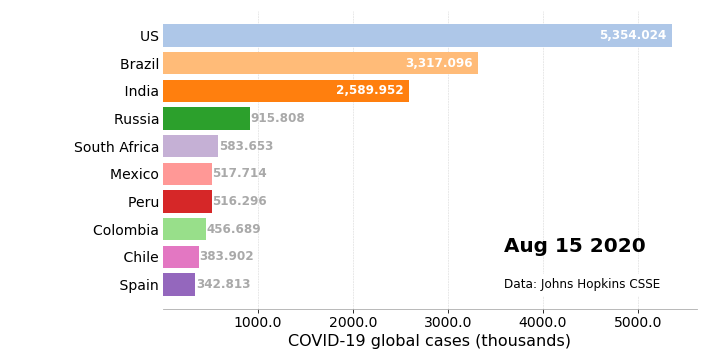 US 5,354.024
Brazil 3,317.096
India 2,589.952
Russia 915.808
South Africa 583.653
Mexico 517.714
Peru 516.296
Colombia 456.689
Chile 383.902
Spain 342.813
Aug 15 2020
Data: Johns Hopkins CSSE
1000.0 2000.0 3000.0 4000.0 5000.0
COVID-19 global cases (thousands)